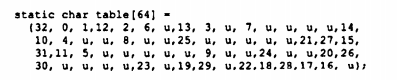 static char table[64] =
(32, 0, 1,12, 2, 6, u,13, 3, u, 7, u, u, u, u,14,
10, 4, u, u, 8, u, u,25, u, u, u, u, u,21,27,15,
31,11, 5, u, u, u, u, u, 9, u, u,24, u, u,20,26,
30, u, u, u, u,23, u,19,29, u,22,18,28,17,16, u);